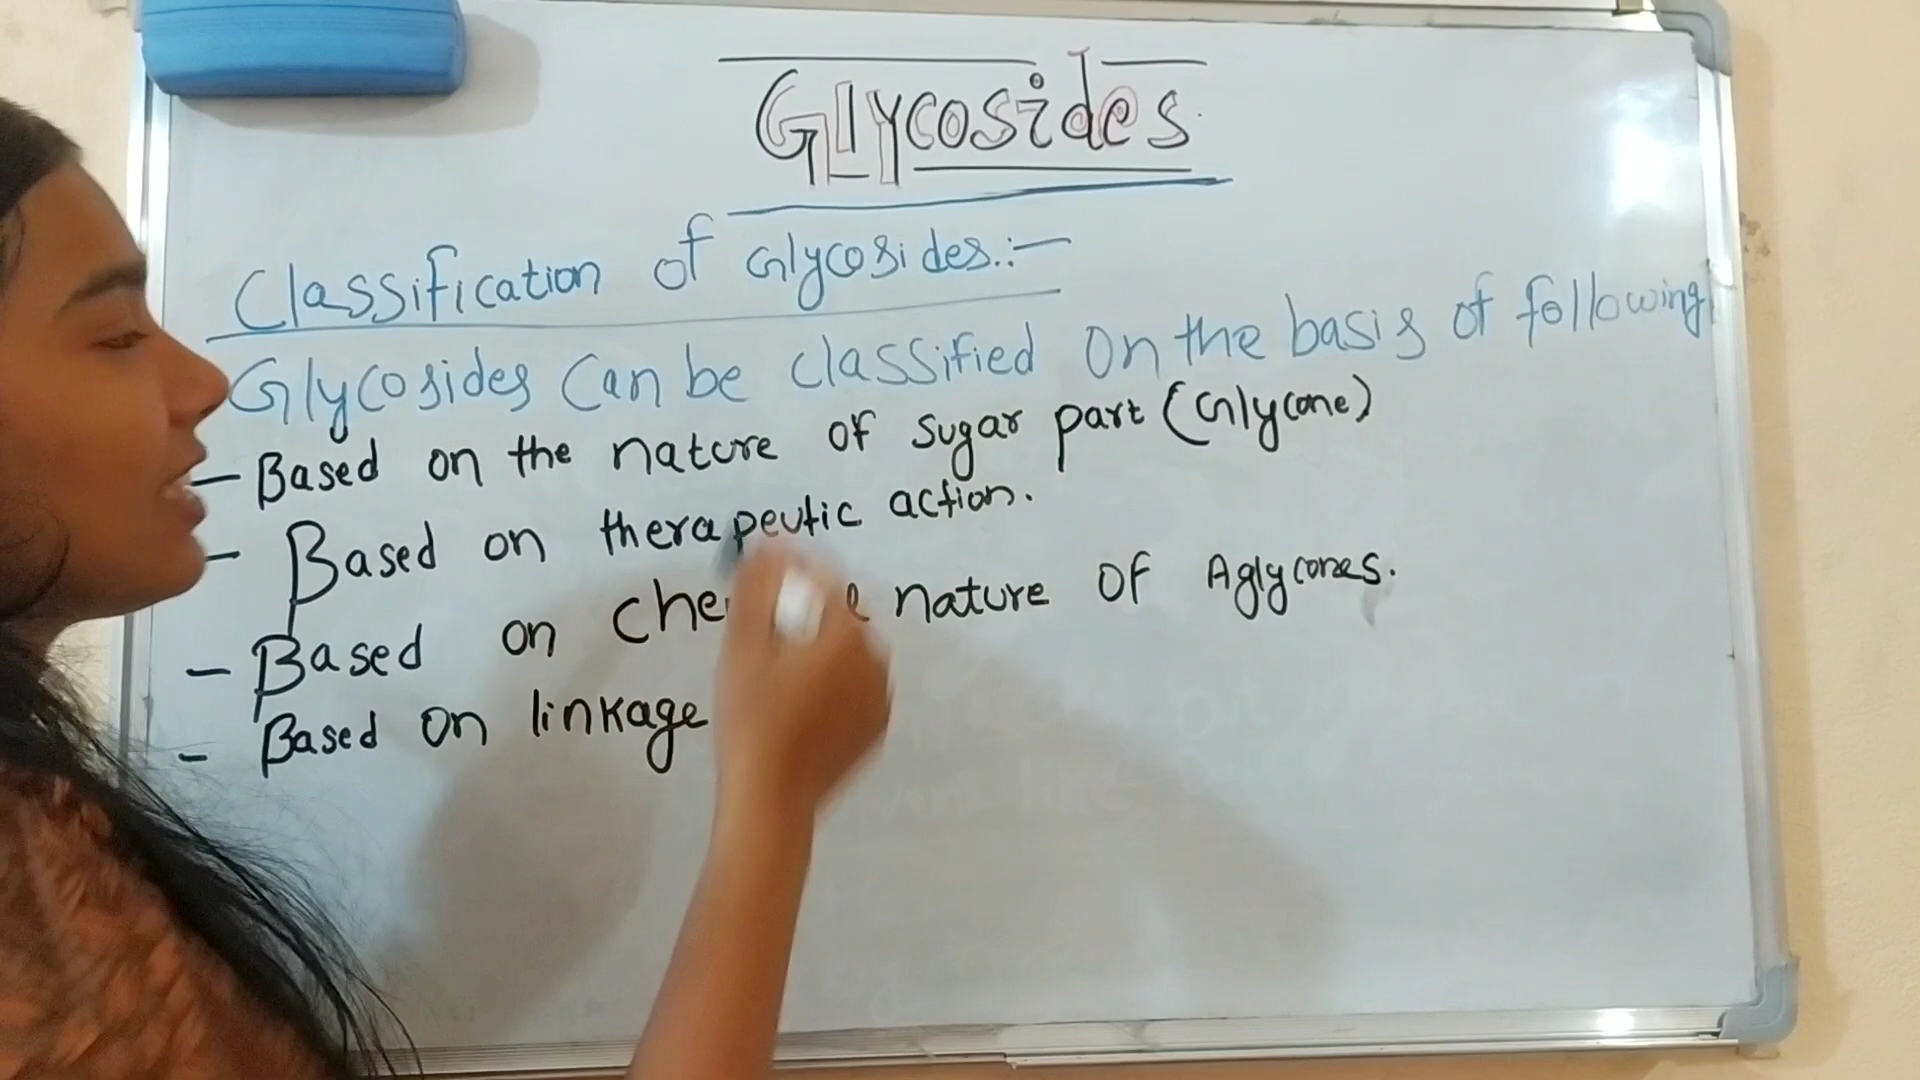 Glycosides
Classification of Glycosides:-
Glycosides can be classified on the basis of following
- Based on the nature of sugar part (Glycone)
- Based on therapeutic action.
- Based on nature of Aglycones.
- Based on linkage